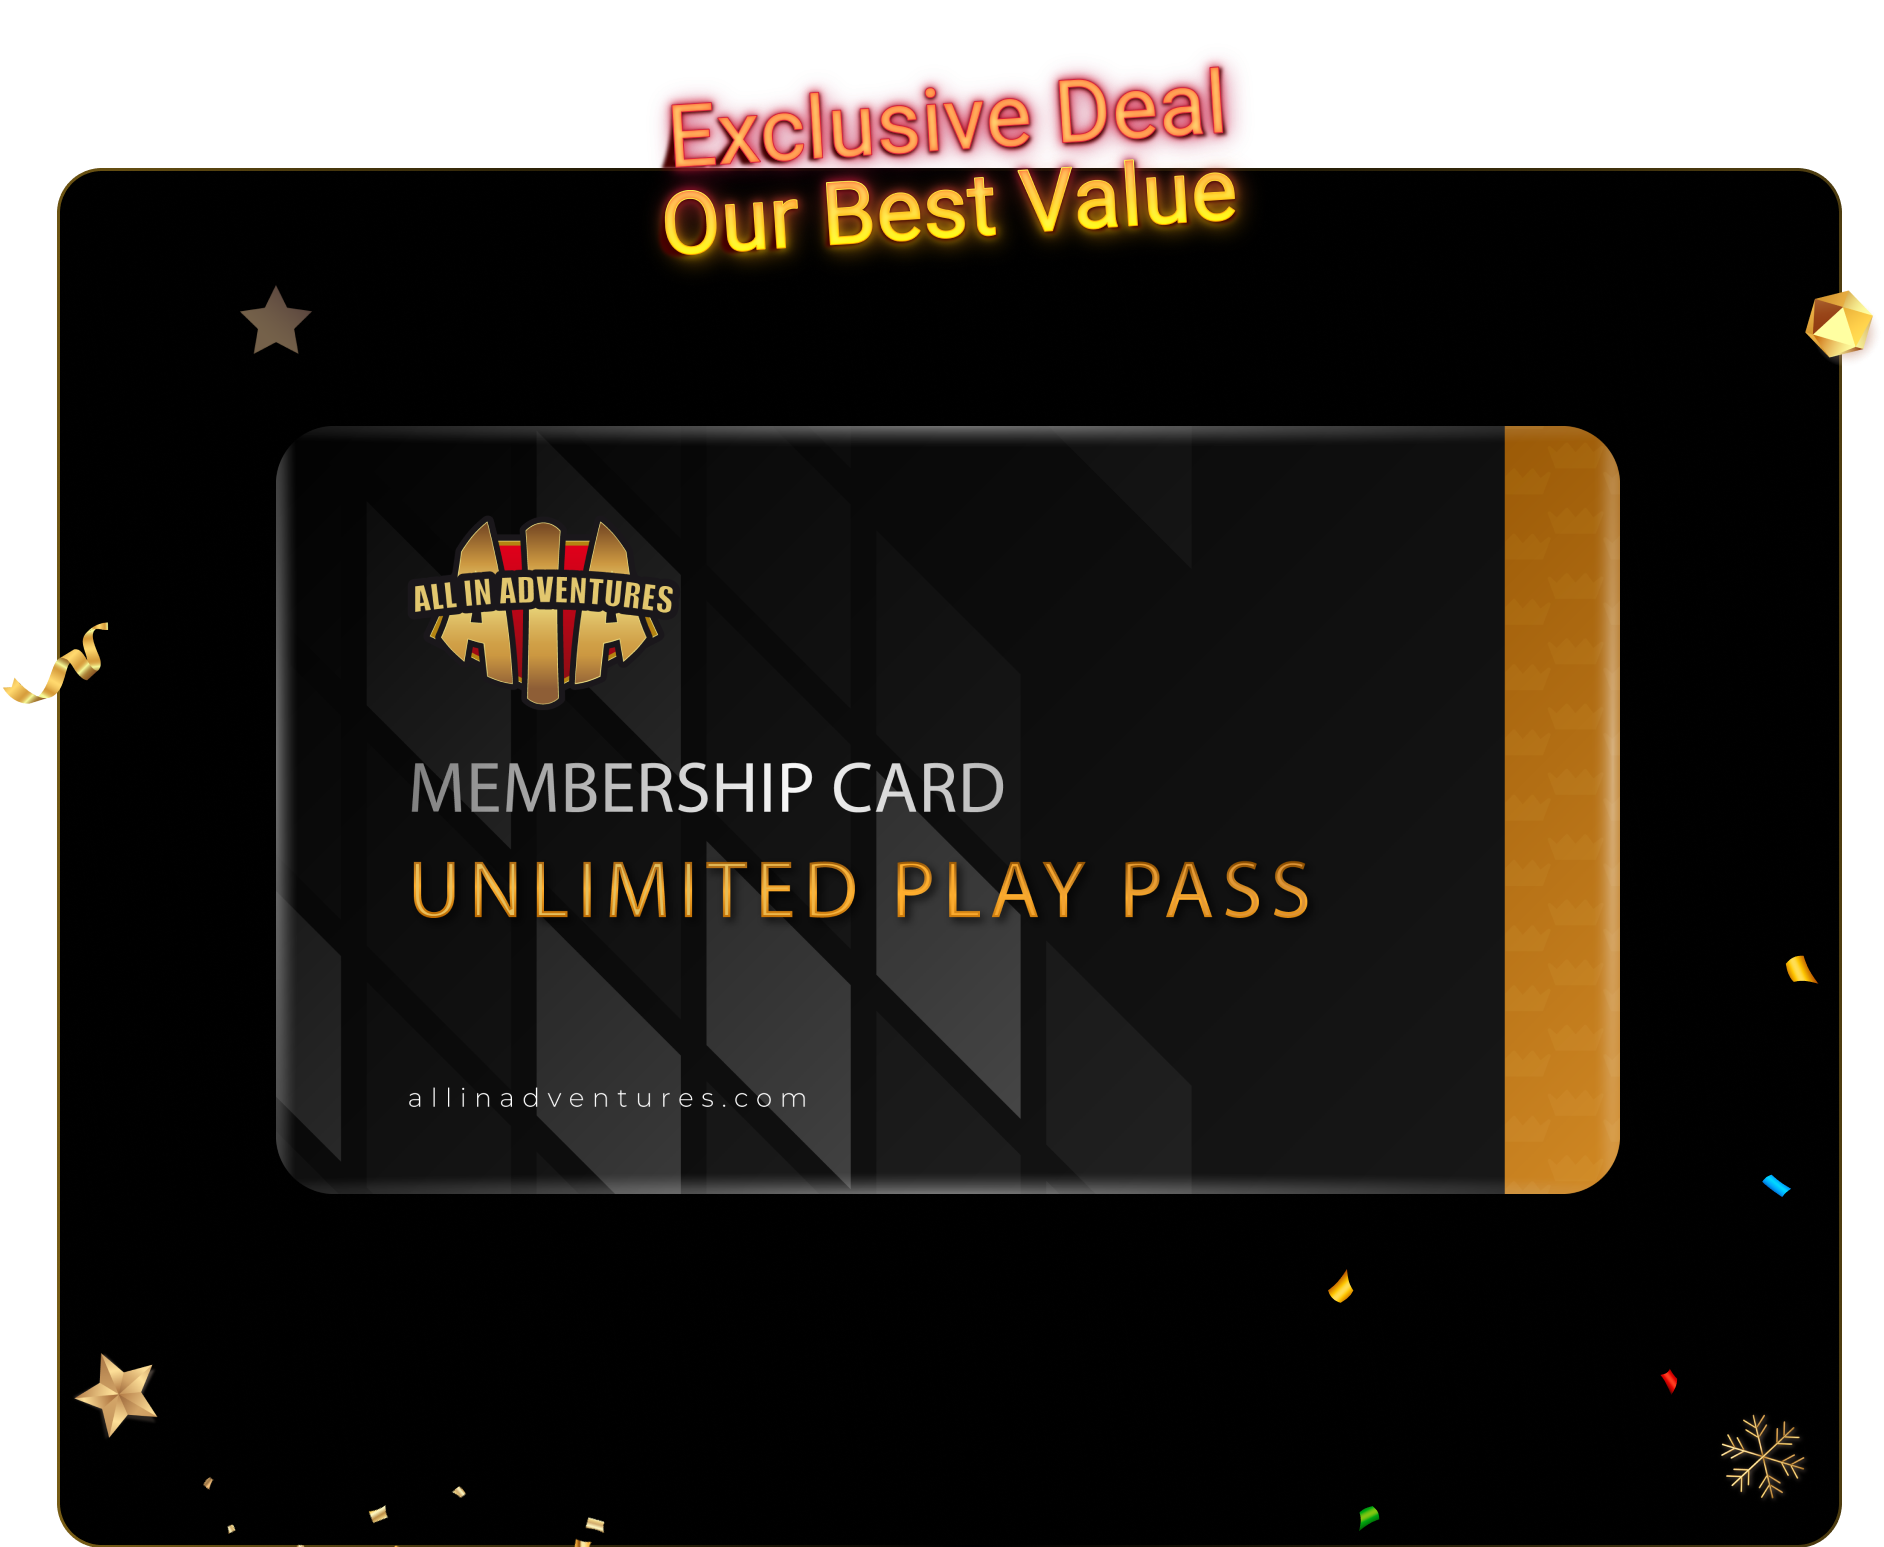 Exclusive Deal
Our Best Value
ALL IN ADVENTURES
MEMBERSHIP CARD
UNLIMITED PLAY PASS
allinadventures.com